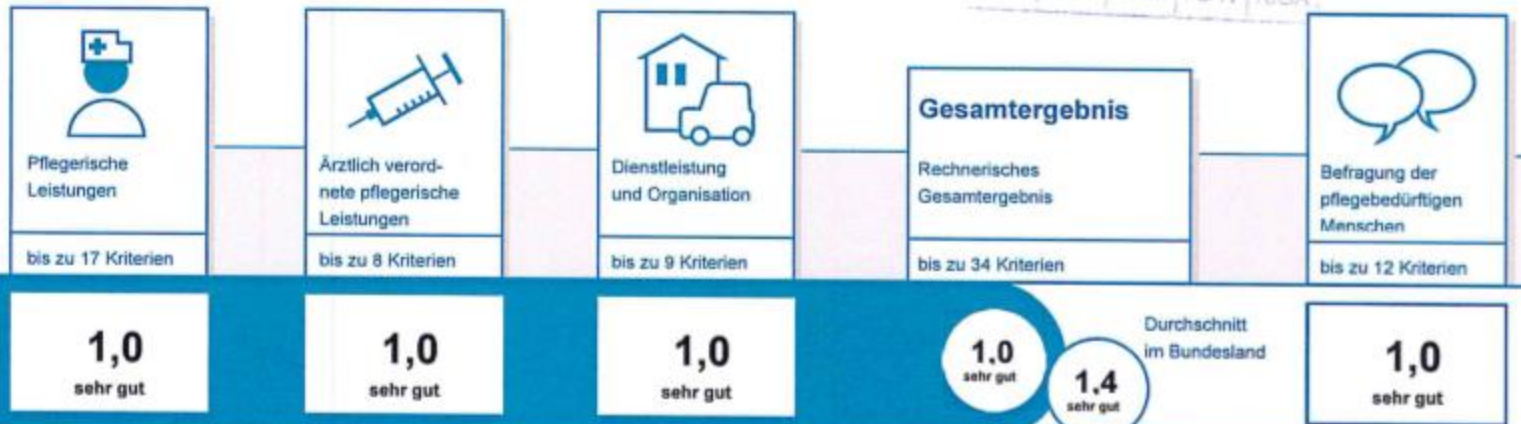 Pflegerische
Leistungen
bis zu 17 Kriterien
1,0
sehr gut
Ärztlich verord-
nete pflegerische
Leistungen
bis zu 8 Kriterien
1,0
sehr gut
Dienstleistung
und Organisation
bis zu 9 Kriterien
1,0
sehr gut
Gesamtergebnis
Rechnerisches
Gesamtergebnis
bis zu 34 Kriterien
1.0
sehr gut
1.4
sehr gut
Durchschnitt
im Bundesland
Befragung der
pflegebedürftigen
Menschen
bis zu 12 Kriterien
1,0
sehr gut